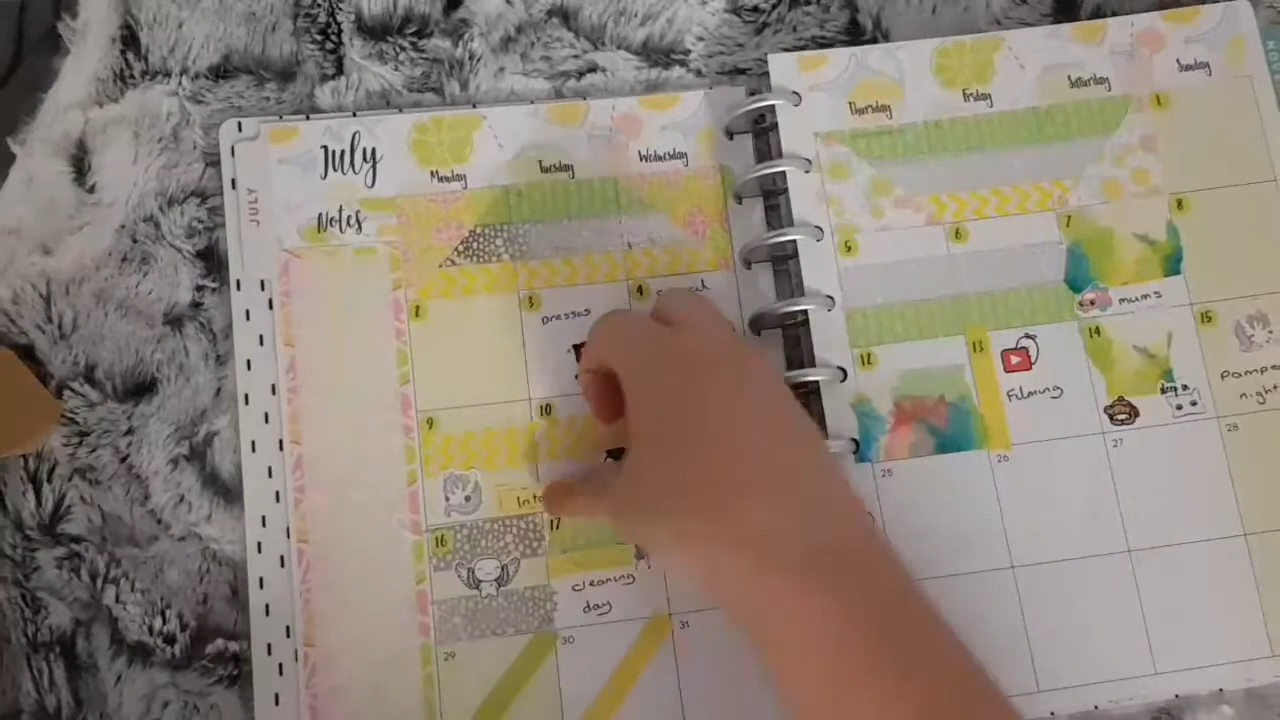 July
JULY
Notes
Monday
Tuesday
Wednesday
Thursday
Friday
Saturday
Sunday
1
2
3
Dresses
4
5
6
7
mums
8
9
10
12
13
Filming
14
sleep in
15
16
17
cleaning
day
25
26
27
28
29
30
31